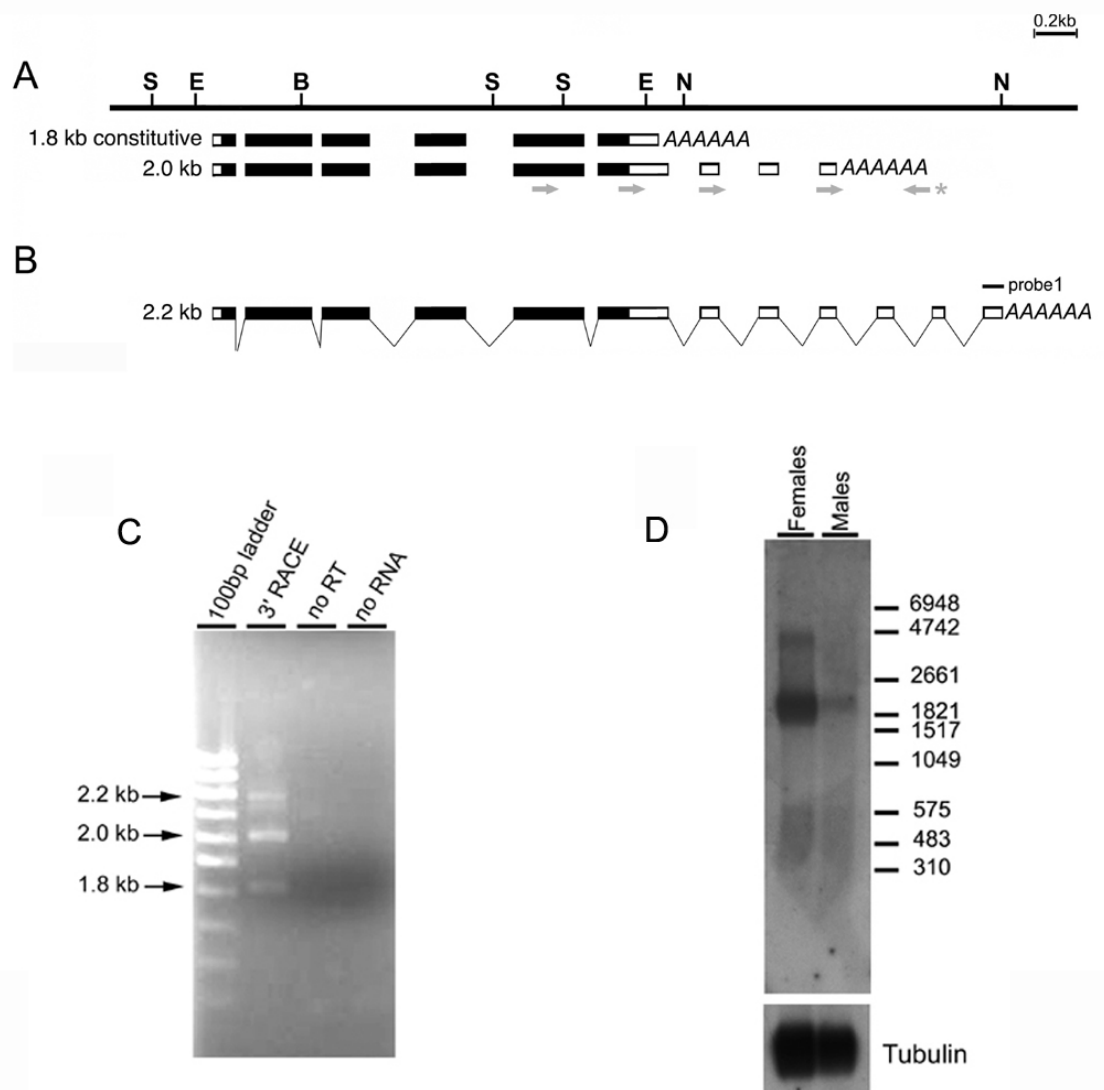 0.2kb
A
S E B S S E N N
1.8 kb constitutive AAAAAA
2.0 kb AAAAAA
*
B
probe1
2.2 kb AAAAAA
C
100bp ladder
3' RACE
no RT
no RNA
2.2 kb
2.0 kb
1.8 kb
D
Females
Males
6948
4742
2661
1821
1517
1049
575
483
310
Tubulin